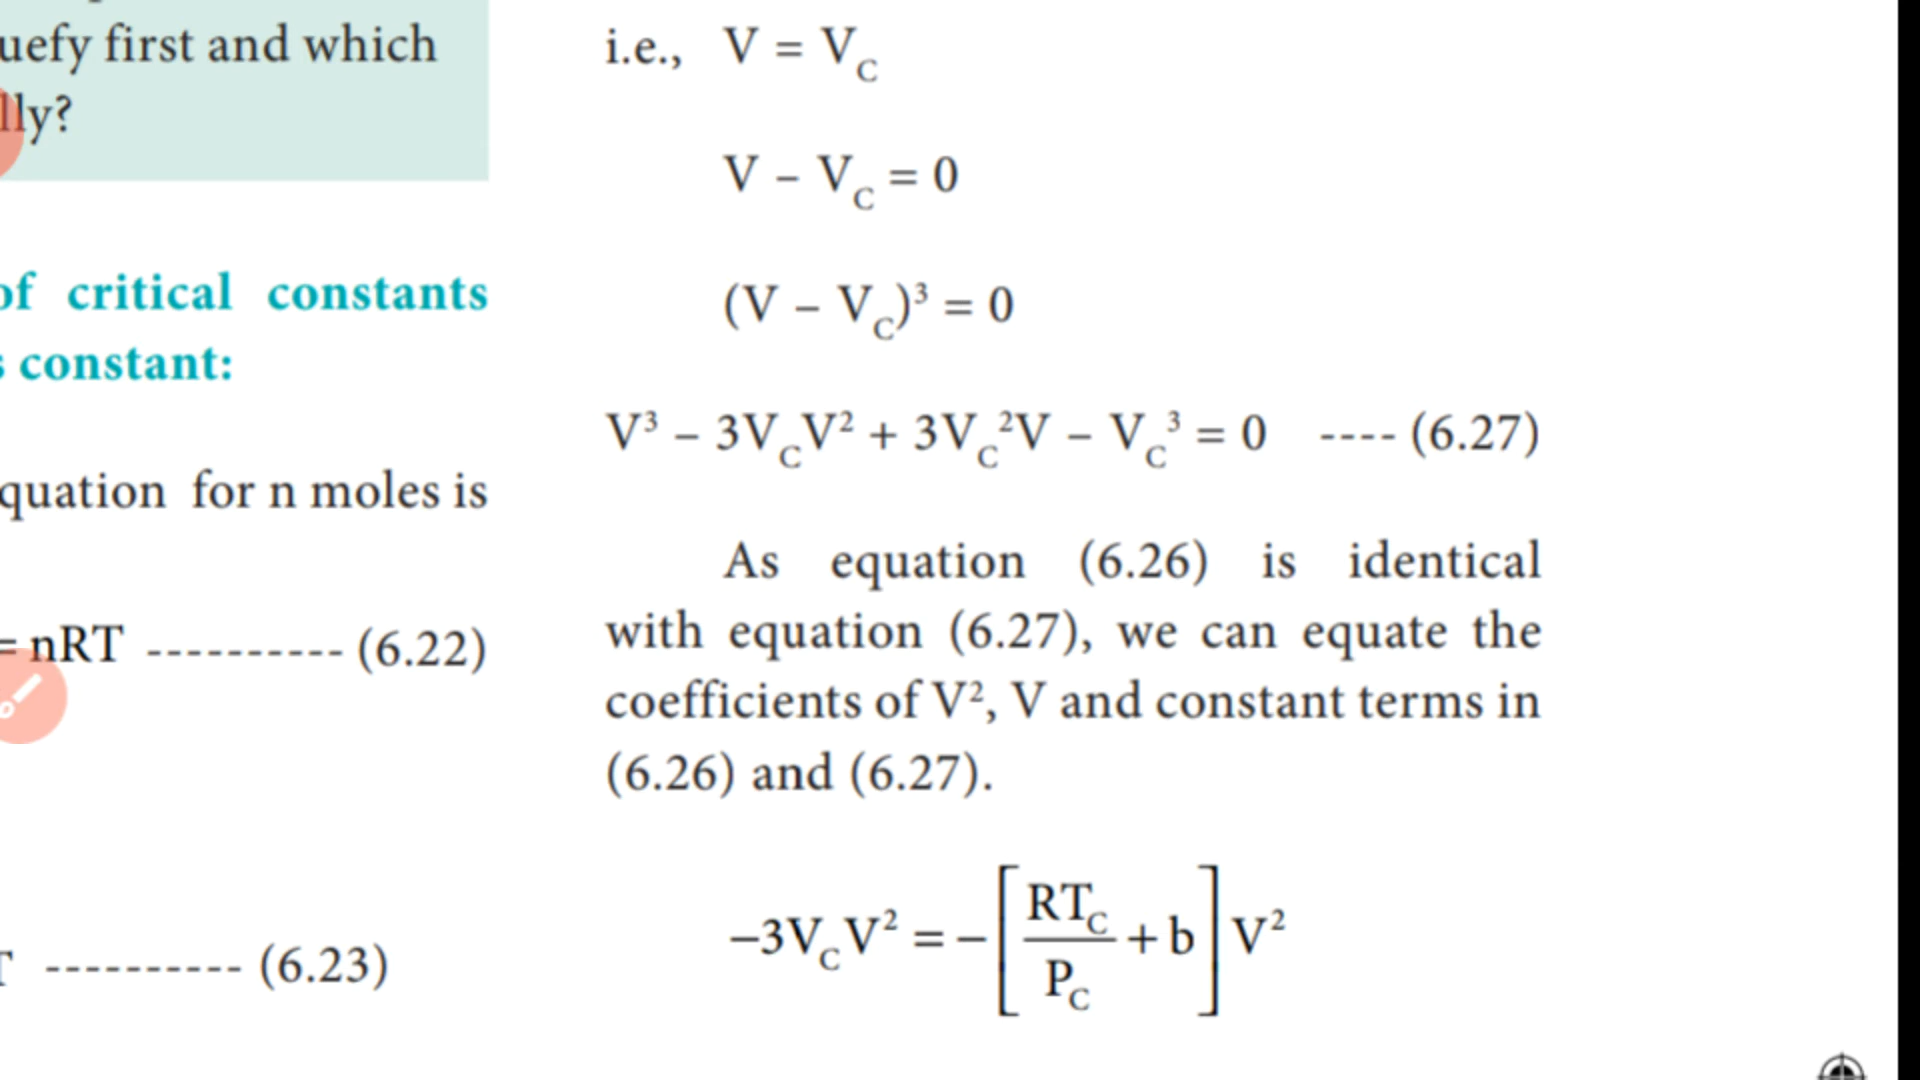 uefy first and which
lly?
of critical constants
s constant:
quation for n moles is
= nRT ---------- (6.22)
T ---------- (6.23)
i.e., V = V_C
V – V_C = 0
(V – V_C)³ = 0
V³ – 3V_CV² + 3V_C²V – V_C³ = 0 ---- (6.27)
As equation (6.26) is identical
with equation (6.27), we can equate the
coefficients of V², V and constant terms in
(6.26) and (6.27).
–3V_CV² = –[RT_C/P_C + b]V²